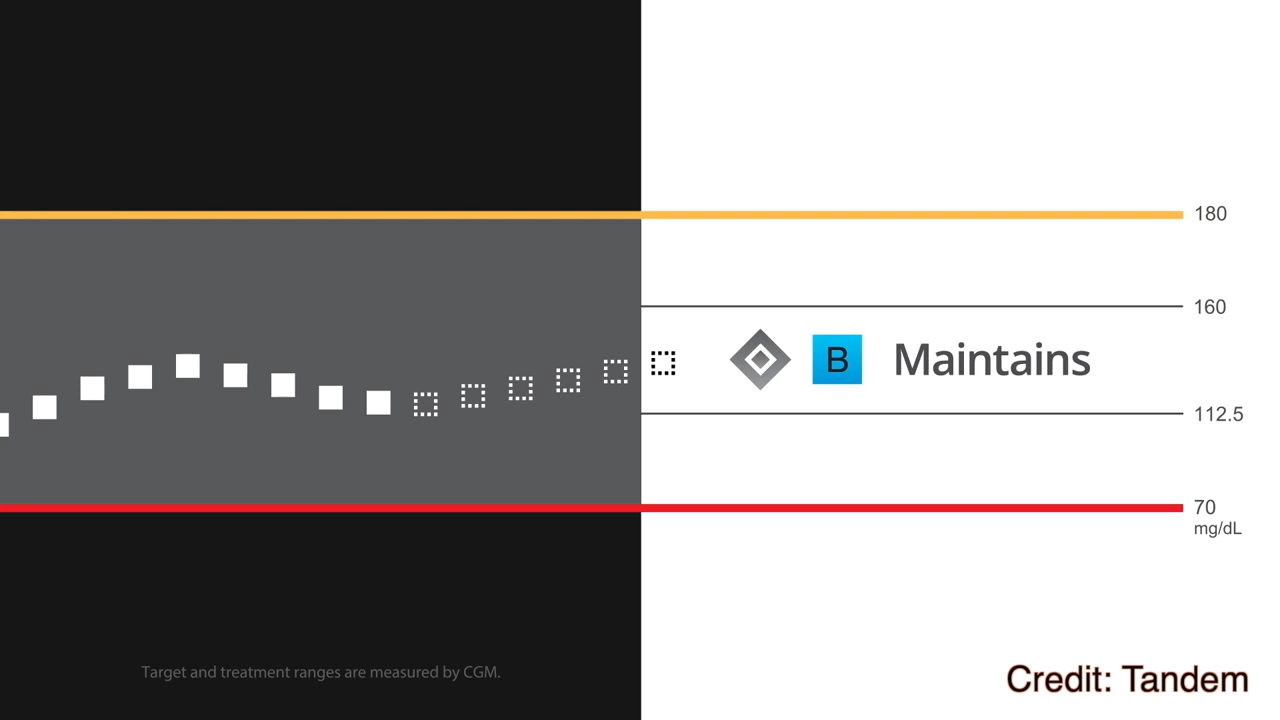 180
160
B Maintains
112.5
70
mg/dL
Target and treatment ranges are measured by CGM.
Credit: Tandem